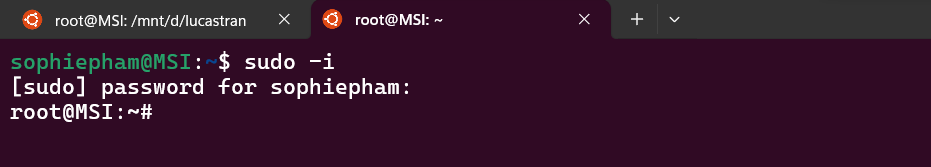 root@MSI: /mnt/d/lucastran
root@MSI: ~
sophiepham@MSI:~$ sudo -i
[sudo] password for sophiepham:
root@MSI:~#